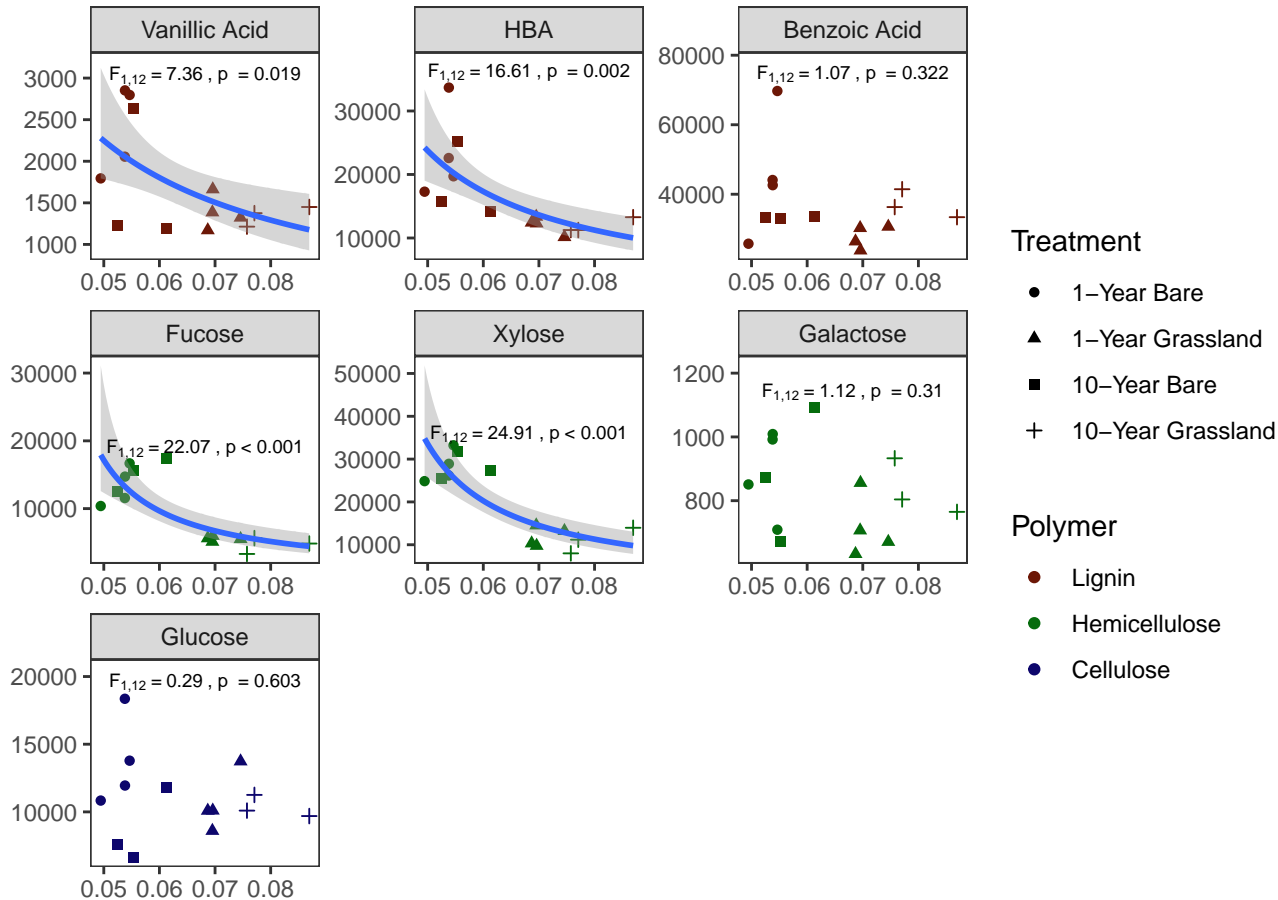 Vanillic Acid
F1,12 = 7.36 , p = 0.019
3000
2500
2000
1500
1000
0.05 0.06 0.07 0.08
HBA
F1,12 = 16.61 , p = 0.002
30000
20000
10000
0.05 0.06 0.07 0.08
Benzoic Acid
F1,12 = 1.07 , p = 0.322
80000
60000
40000
0.05 0.06 0.07 0.08
Fucose
F1,12 = 22.07 , p < 0.001
30000
20000
10000
0.05 0.06 0.07 0.08
Xylose
F1,12 = 24.91 , p < 0.001
50000
40000
30000
20000
10000
0.05 0.06 0.07 0.08
Galactose
F1,12 = 1.12 , p = 0.31
1200
1000
800
0.05 0.06 0.07 0.08
Glucose
F1,12 = 0.29 , p = 0.603
20000
15000
10000
0.05 0.06 0.07 0.08
Treatment
1−Year Bare
1−Year Grassland
10−Year Bare
10−Year Grassland
Polymer
Lignin
Hemicellulose
Cellulose